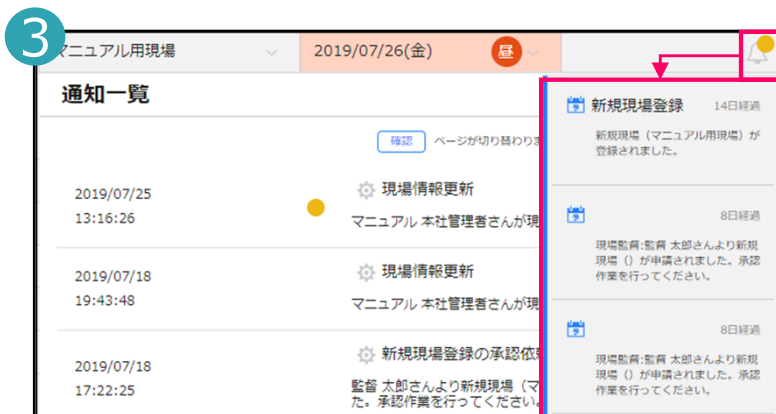 3
マニュアル用現場
2019/07/26(金)
昼
通知一覧
確認 ページが切り替わりま
2019/07/25
13:16:26
現場情報更新
マニュアル 本社管理者さんが現
2019/07/18
19:43:48
現場情報更新
マニュアル 本社管理者さんが現
2019/07/18
17:22:25
新規現場登録の承認依
監督 太郎さんより新規現場（マ
た。承認作業を行ってください。
新規現場登録 14日経過
新規現場（マニュアル用現場）が
登録されました。
8日経過
現場監督:監督 太郎さんより新規
現場（）が申請されました。承認
作業を行ってください。
8日経過
現場監督:監督 太郎さんより新規
現場（）が申請されました。承認
作業を行ってください。